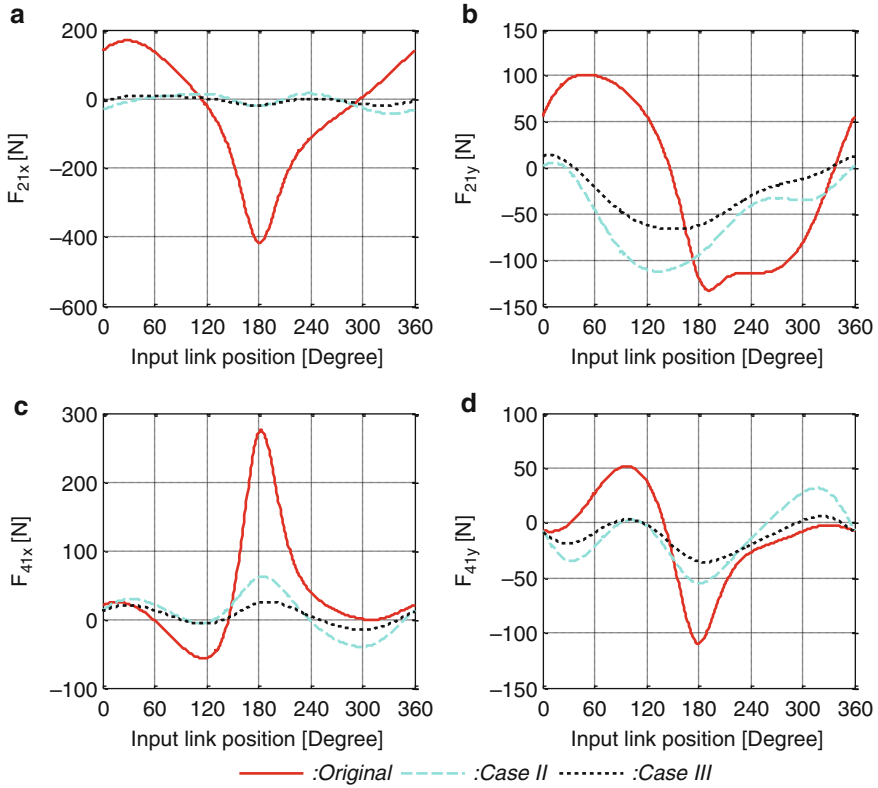 a
200
0
−200
−400
−600
F21x [N]
0 60 120 180 240 300 360
Input link position [Degree]
b
150
100
50
0
−50
−100
−150
F21y [N]
0 60 120 180 240 300 360
Input link position [Degree]
c
300
200
100
0
−100
F41x [N]
0 60 120 180 240 300 360
Input link position [Degree]
d
100
50
0
−50
−100
−150
F41y [N]
0 60 120 180 240 300 360
Input link position [Degree]
:Original :Case II :Case III